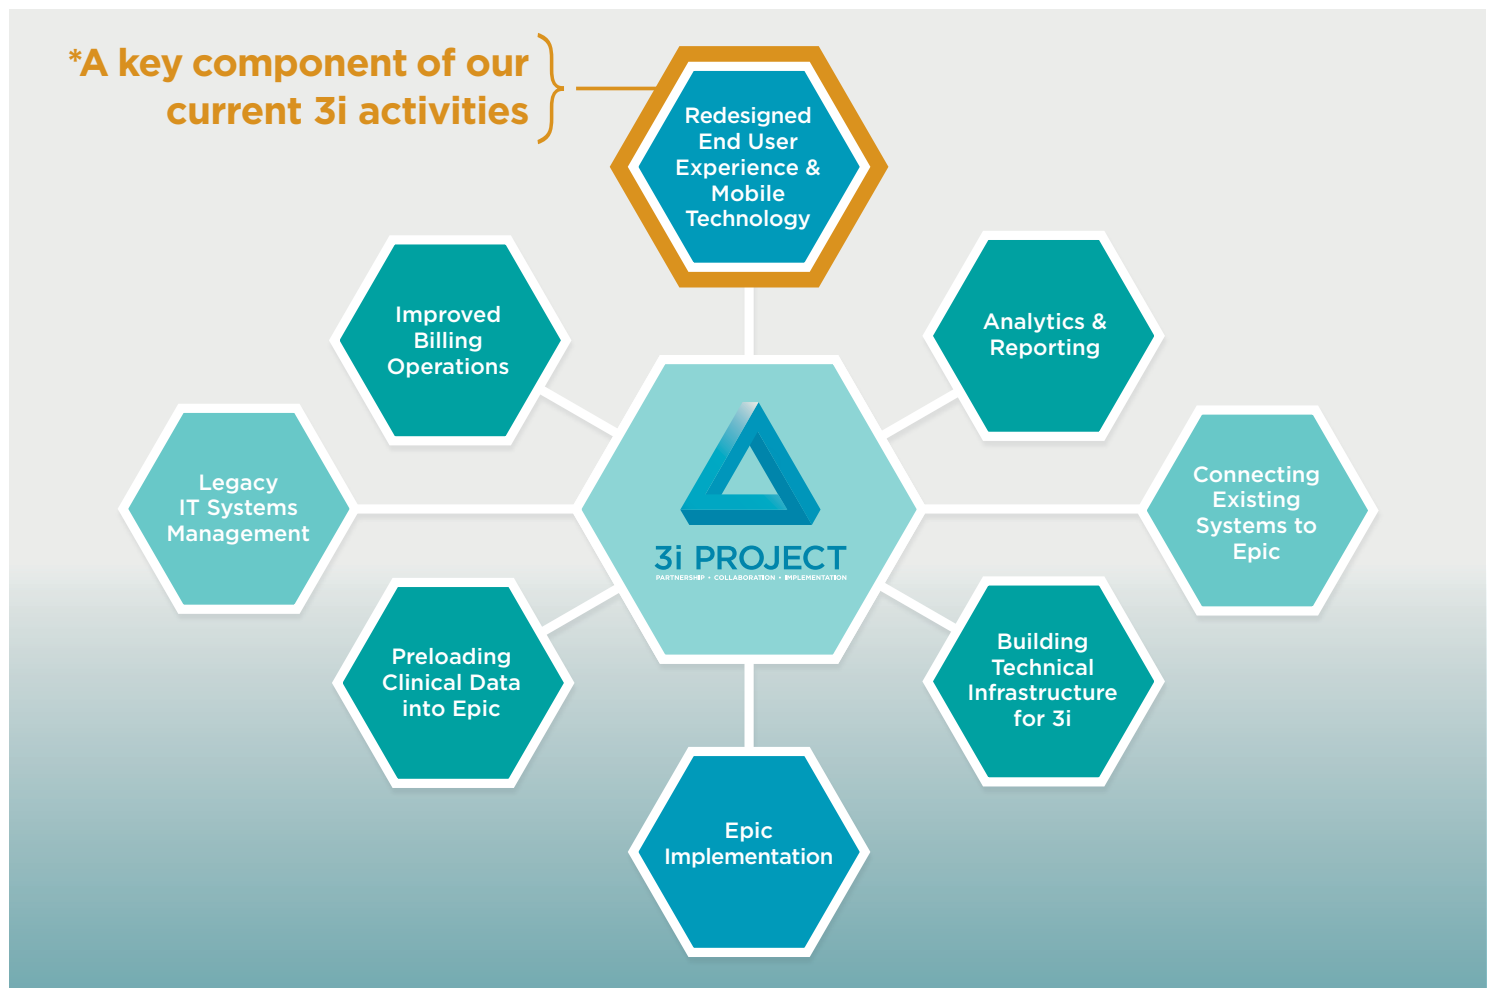 *A key component of our
current 3i activities
Redesigned
End User
Experience &
Mobile
Technology
Improved
Billing
Operations
Analytics &
Reporting
Legacy
IT Systems
Management
3i PROJECT
PARTNERSHIP • COLLABORATION • IMPLEMENTATION
Connecting
Existing
Systems to
Epic
Preloading
Clinical Data
into Epic
Building
Technical
Infrastructure
for 3i
Epic
Implementation